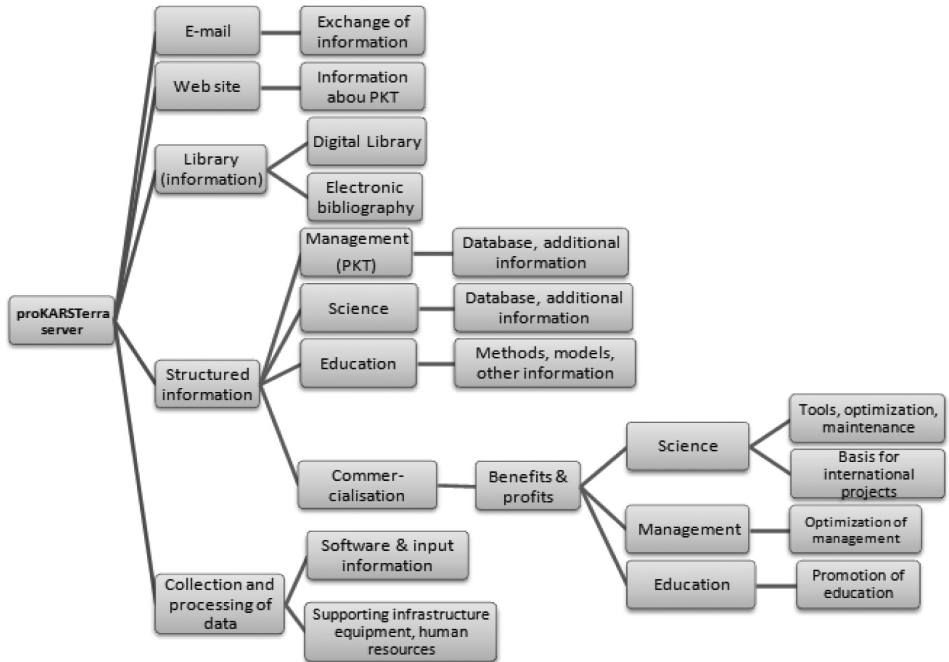 E-mail
Exchange of
information
Web site
Information
abou PKT
Library
(information)
Digital Library
Electronic
bibliography
proKARSTerra
server
Structured
information
Management
(PKT)
Database, additional
information
Science
Database, additional
information
Education
Methods, models,
other information
Commer-
cialisation
Benefits &
profits
Science
Tools, optimization,
maintenance
Basis for
international
projects
Management
Optimization of
management
Education
Promotion of
education
Collection and
processing of
data
Software & input
information
Supporting infrastructure
equipment, human
resources